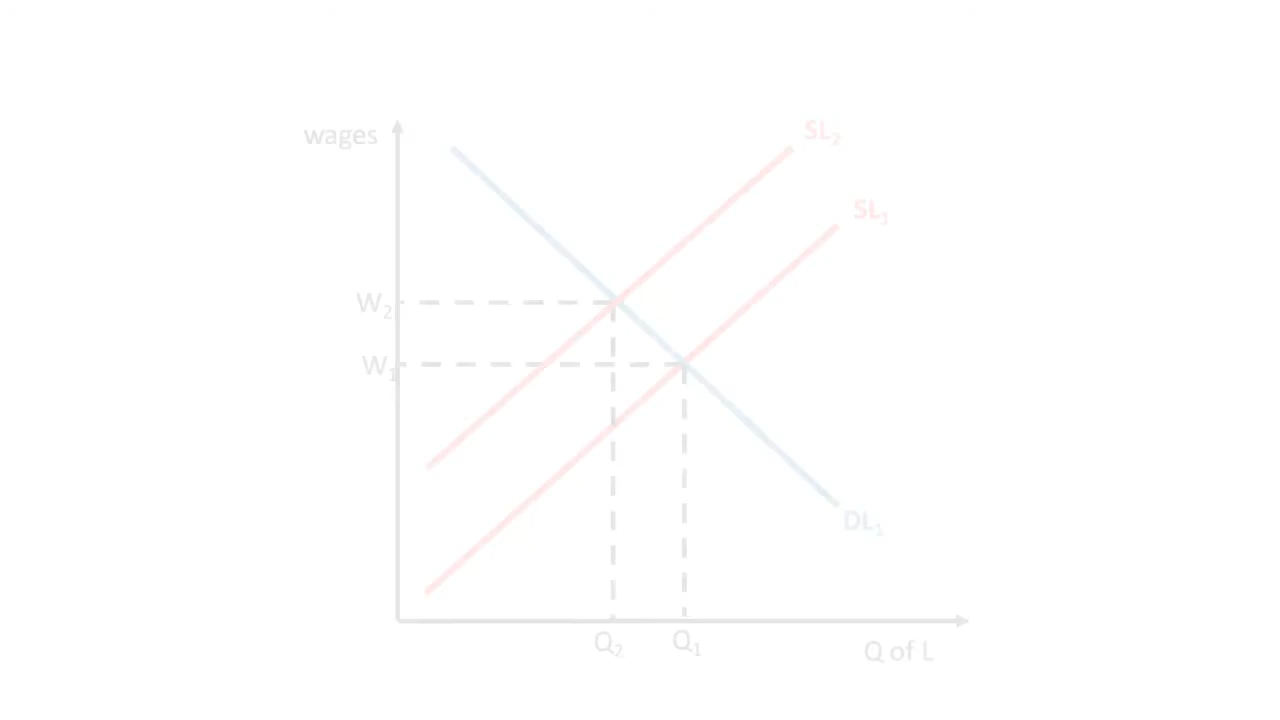 wages
SL₂
SL₁
W₂
W₁
DL₁
Q₂
Q₁
Q of L